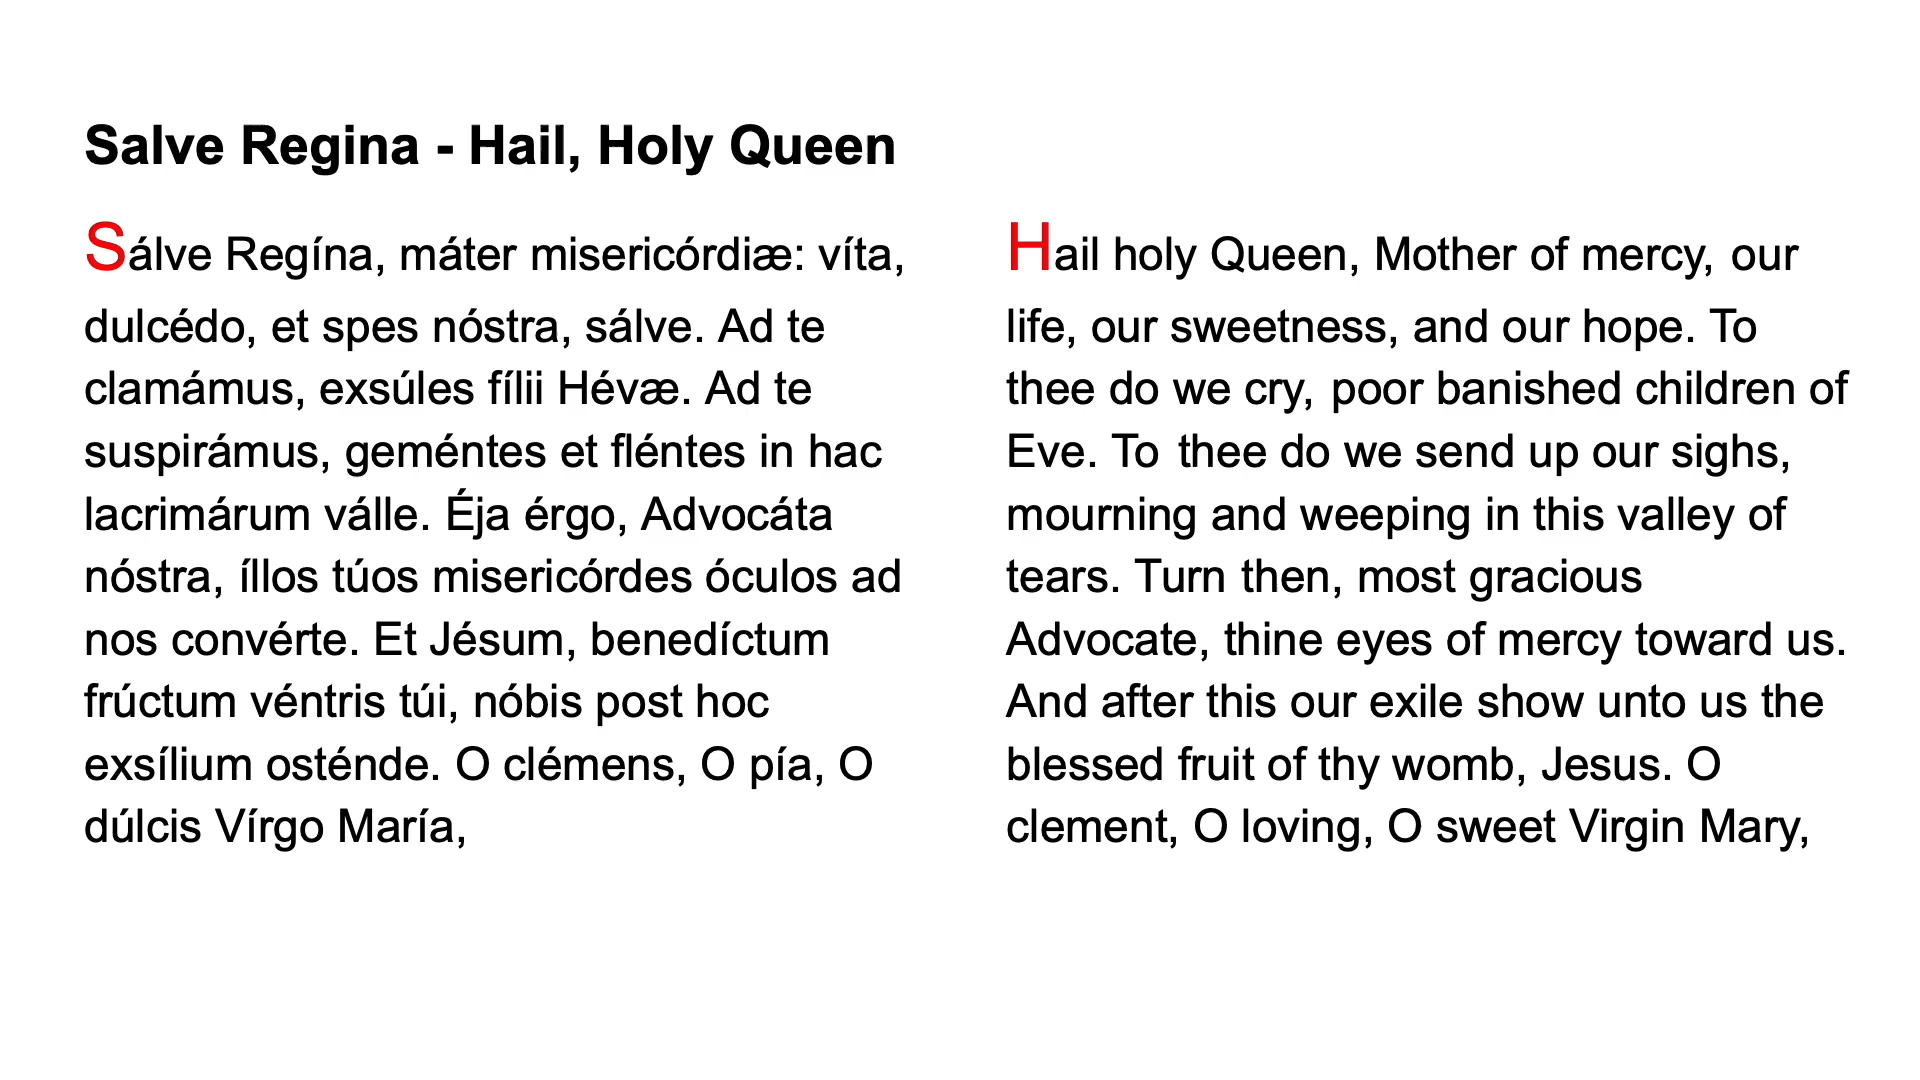 Salve Regina - Hail, Holy Queen
Sálve Regína, máter misericórdiæ: víta,
dulcédo, et spes nóstra, sálve. Ad te
clamámus, exsúles fílii Hévæ. Ad te
suspirámus, geméntes et fléntes in hac
lacrimárum válle. Éja érgo, Advocáta
nóstra, íllos túos misericórdes óculos ad
nos convérte. Et Jésum, benedíctum
frúctum véntris túi, nóbis post hoc
exsílium osténde. O clémens, O pía, O
dúlcis Vírgo María,
Hail holy Queen, Mother of mercy, our
life, our sweetness, and our hope. To
thee do we cry, poor banished children of
Eve. To thee do we send up our sighs,
mourning and weeping in this valley of
tears. Turn then, most gracious
Advocate, thine eyes of mercy toward us.
And after this our exile show unto us the
blessed fruit of thy womb, Jesus. O
clement, O loving, O sweet Virgin Mary,